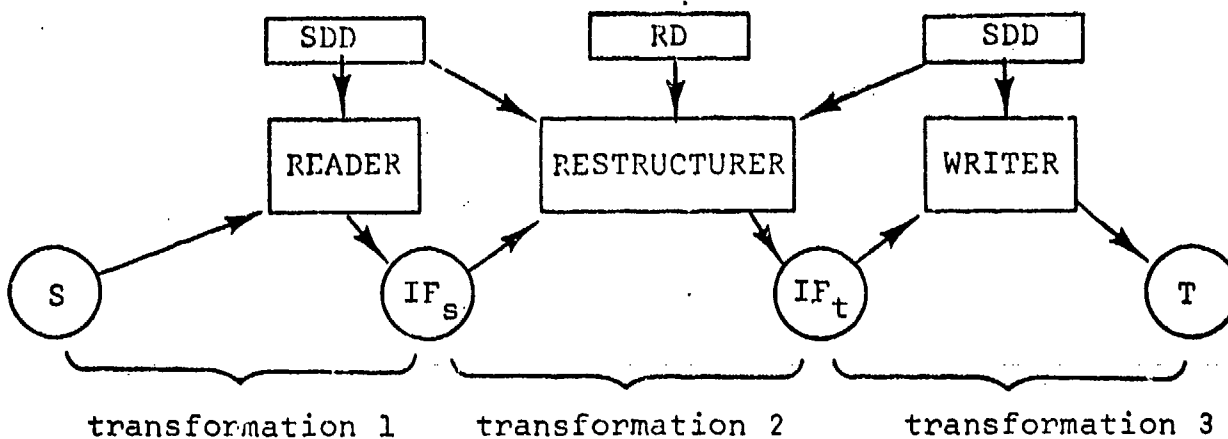 SDD RD SDD
READER RESTRUCTURER WRITER
S IFs IFt T
transformation 1 transformation 2 transformation 3